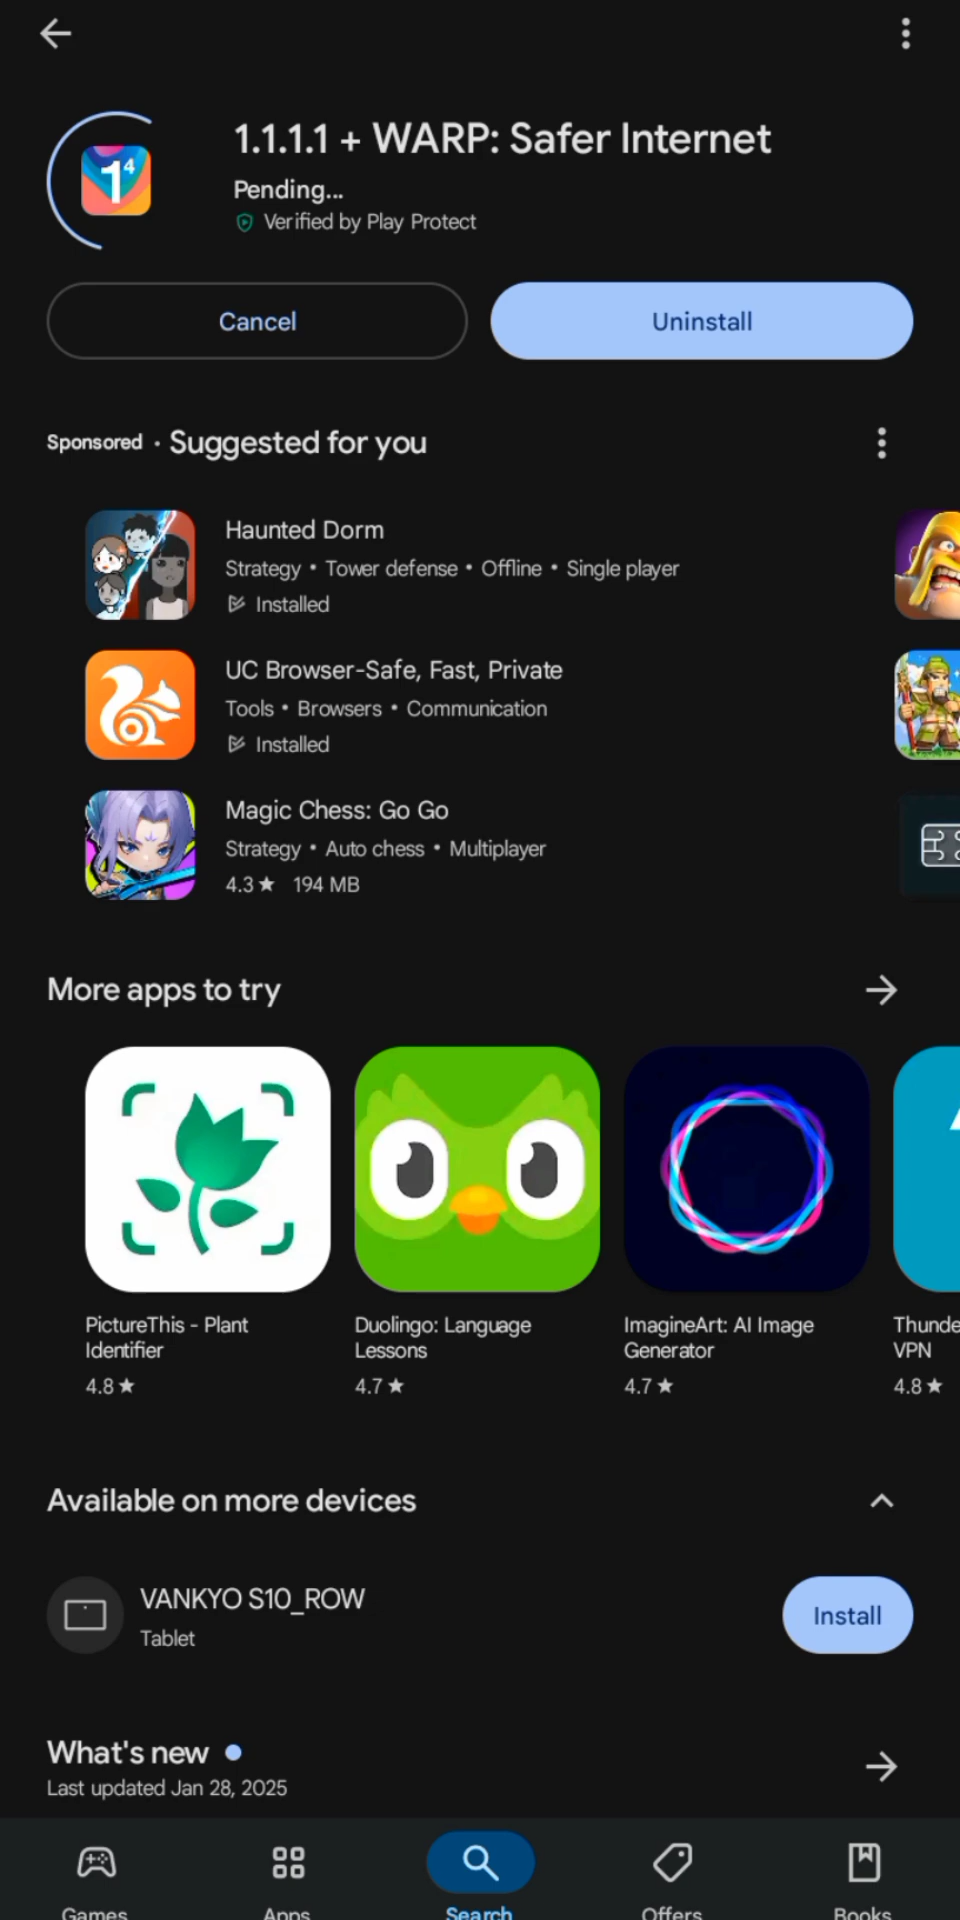 1.1.1.1 + WARP: Safer Internet
Pending...
Verified by Play Protect
Cancel
Uninstall
Sponsored • Suggested for you
Haunted Dorm
Strategy • Tower defense • Offline • Single player
Installed
UC Browser-Safe, Fast, Private
Tools • Browsers • Communication
Installed
Magic Chess: Go Go
Strategy • Auto chess • Multiplayer
4.3★ 194 MB
More apps to try
PictureThis - Plant
Identifier
4.8★
Duolingo: Language
Lessons
4.7★
ImagineArt: AI Image
Generator
4.7★
Thunde
VPN
4.8★
Available on more devices
VANKYO S10_ROW
Tablet
Install
What's new
Last updated Jan 28, 2025
Games
Apps
Search
Offers
Books